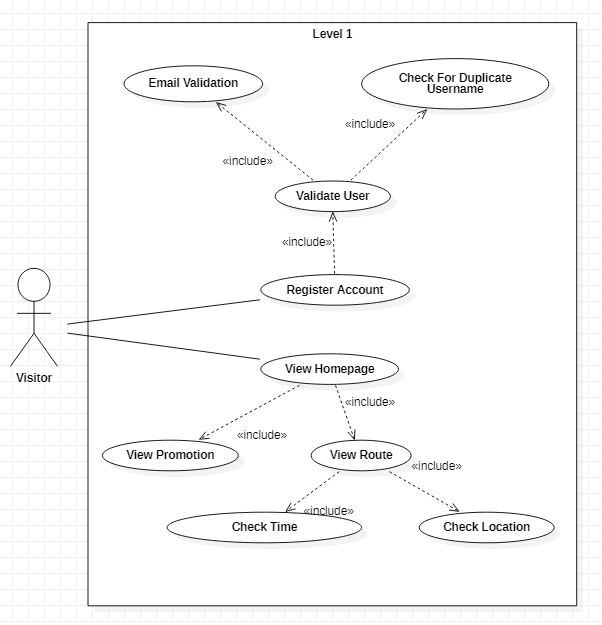 Level 1
Email Validation
Check For Duplicate
Username
«include»
«include»
Validate User
«include»
Register Account
Visitor
View Homepage
«include»
«include»
View Promotion
View Route
«include»
«include»
Check Time
Check Location